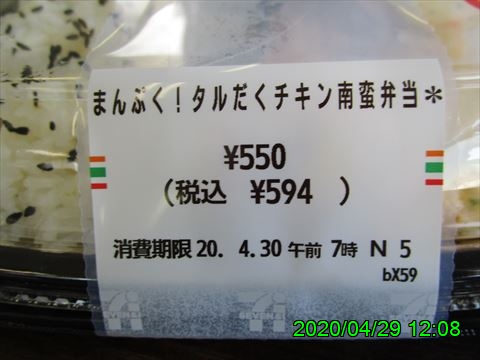 まんぷく！タルだくチキン南蛮弁当＊
¥550
(税込 ¥594 )
消費期限 20. 4.30 午前 7時 N 5
bX59
2020/04/29 12:08